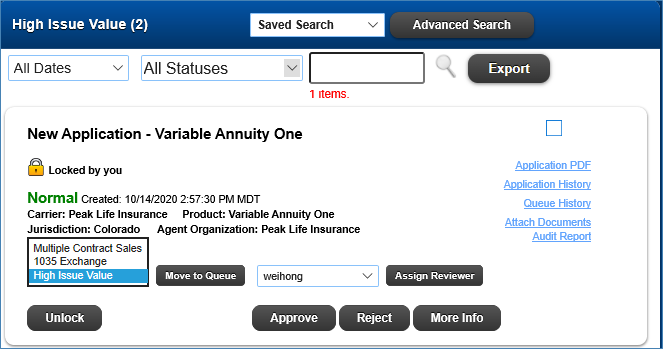 High Issue Value (2)
Saved Search
Advanced Search
All Dates
All Statuses
Export
1 items.
New Application - Variable Annuity One
Locked by you
Normal Created: 10/14/2020 2:57:30 PM MDT
Carrier: Peak Life Insurance Product: Variable Annuity One
Jurisdiction: Colorado Agent Organization: Peak Life Insurance
Application PDF
Application History
Queue History
Attach Documents
Audit Report
Multiple Contract Sales
1035 Exchange
High Issue Value
Move to Queue
weihong
Assign Reviewer
Unlock
Approve
Reject
More Info